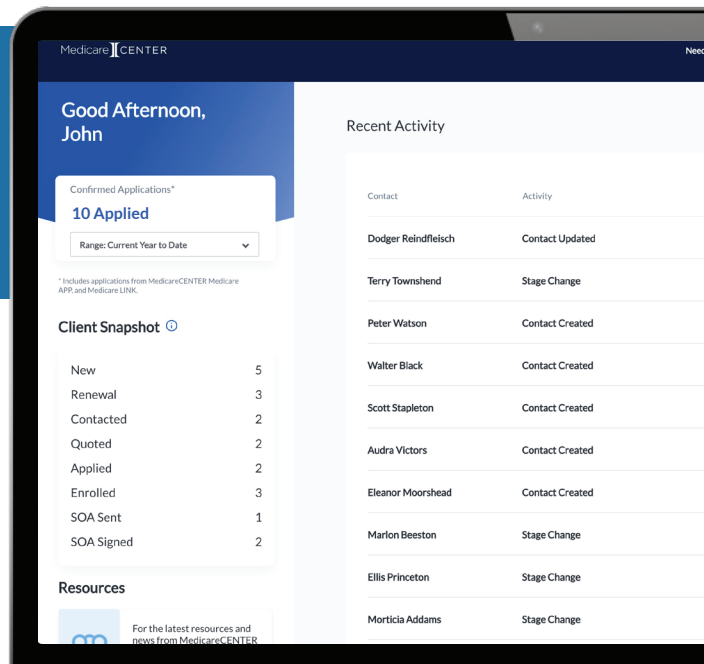 Medicare CENTER
Need
Good Afternoon,
John
Confirmed Applications*
10 Applied
Range: Current Year to Date
* Includes applications from MedicareCENTER Medicare
APP, and Medicare LINK.
Client Snapshot
New 5
Renewal 3
Contacted 2
Quoted 2
Applied 2
Enrolled 3
SOA Sent 1
SOA Signed 2
Resources
For the latest resources and
news from MedicareCENTER
Recent Activity
Contact Activity
Dodger Reindfleisch Contact Updated
Terry Townshend Stage Change
Peter Watson Contact Created
Walter Black Contact Created
Scott Stapleton Contact Created
Audra Victors Contact Created
Eleanor Moorshead Contact Created
Marlon Beeston Stage Change
Ellis Princeton Stage Change
Morticia Addams Stage Change